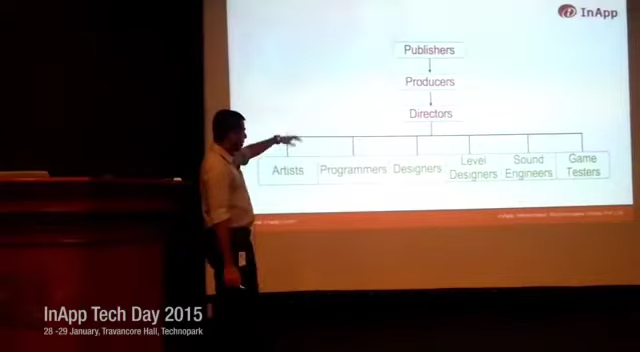 InApp
Publishers
Producers
Directors
Artists
Programmers
Designers
Level
Designers
Sound
Engineers
Game
Testers
InApp Tech Day 2015
28 -29 January, Travancore Hall, Technopark